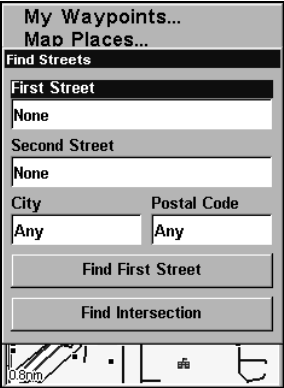 My Waypoints...
Map Places...
Find Streets
First Street
None
Second Street
None
City Postal Code
Any Any
Find First Street
Find Intersection
0.8nm